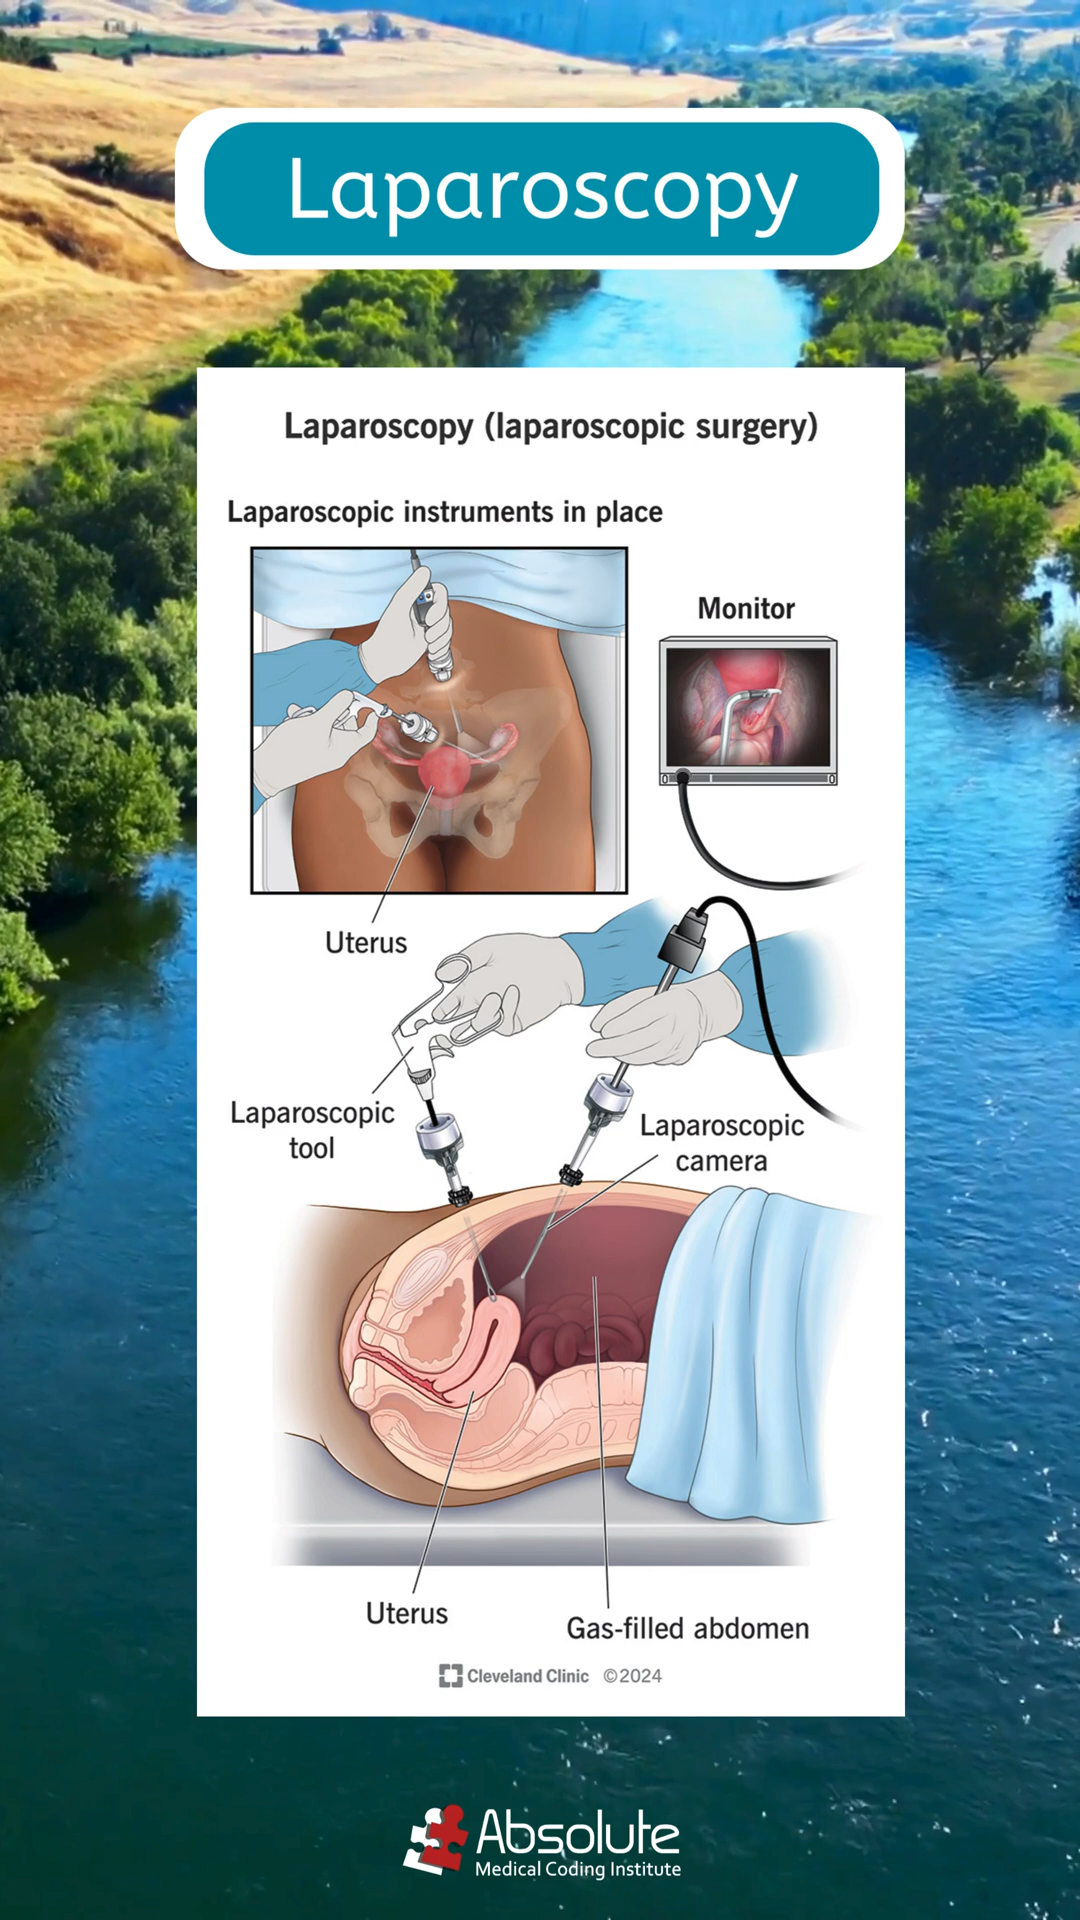 Laparoscopy
Laparoscopy (laparoscopic surgery)
Laparoscopic instruments in place
Monitor
Uterus
Laparoscopic
tool
Laparoscopic
camera
Uterus
Gas-filled abdomen
Cleveland Clinic ©2024
Absolute
Medical Coding Institute